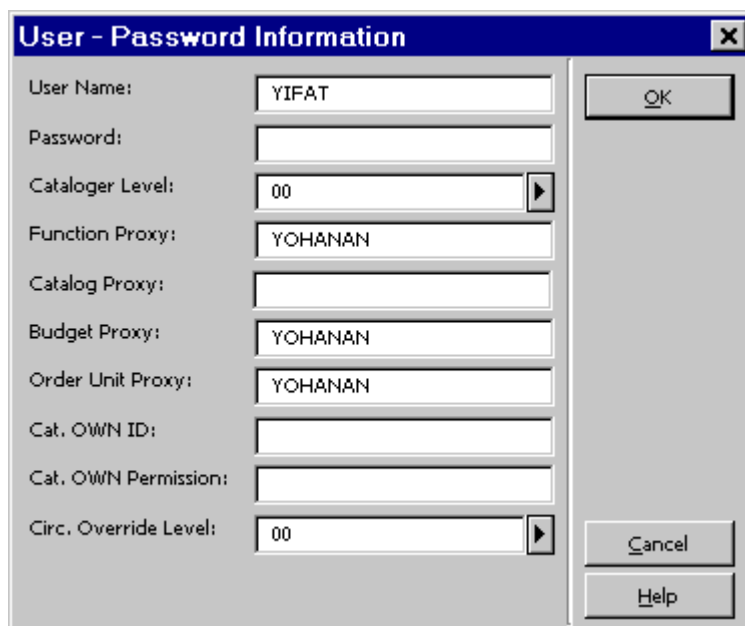 User - Password Information
User Name: YIFAT
OK
Password:
Cataloger Level: 00
Function Proxy: YOHANAN
Catalog Proxy:
Budget Proxy: YOHANAN
Order Unit Proxy: YOHANAN
Cat. OWN ID:
Cat. OWN Permission:
Circ. Override Level: 00
Cancel
Help